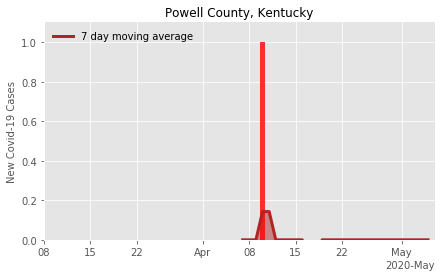 Powell County, Kentucky
7 day moving average
New Covid-19 Cases
1.0
0.8
0.6
0.4
0.2
0.0
08 15 22 Apr 08 15 22 May
2020-May